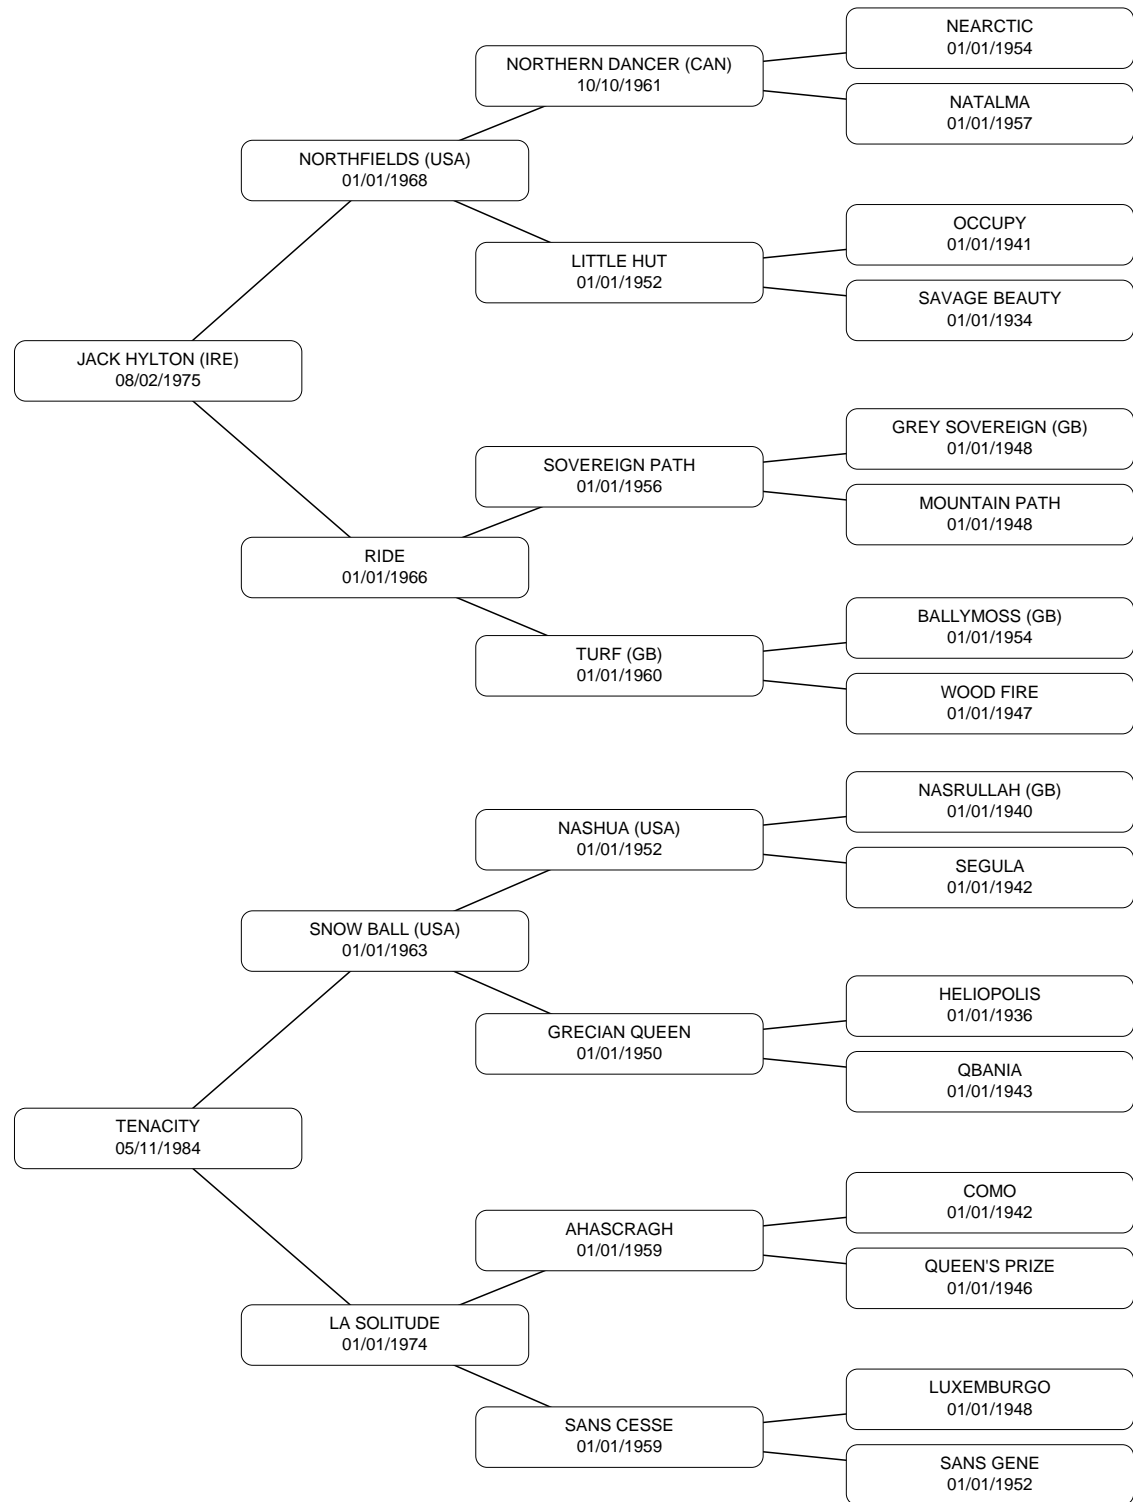 NEARCTIC
01/01/1954
NORTHERN DANCER (CAN)
10/10/1961
NATALMA
01/01/1957
NORTHFIELDS (USA)
01/01/1968
OCCUPY
01/01/1941
LITTLE HUT
01/01/1952
SAVAGE BEAUTY
01/01/1934
JACK HYLTON (IRE)
08/02/1975
GREY SOVEREIGN (GB)
01/01/1948
SOVEREIGN PATH
01/01/1956
MOUNTAIN PATH
01/01/1948
RIDE
01/01/1966
BALLYMOSS (GB)
01/01/1954
TURF (GB)
01/01/1960
WOOD FIRE
01/01/1947
NASRULLAH (GB)
01/01/1940
NASHUA (USA)
01/01/1952
SEGULA
01/01/1942
SNOW BALL (USA)
01/01/1963
HELIOPOLIS
01/01/1936
GRECIAN QUEEN
01/01/1950
QBANIA
01/01/1943
TENACITY
05/11/1984
COMO
01/01/1942
AHASCRAGH
01/01/1959
QUEEN'S PRIZE
01/01/1946
LA SOLITUDE
01/01/1974
LUXEMBURGO
01/01/1948
SANS CESSE
01/01/1959
SANS GENE
01/01/1952